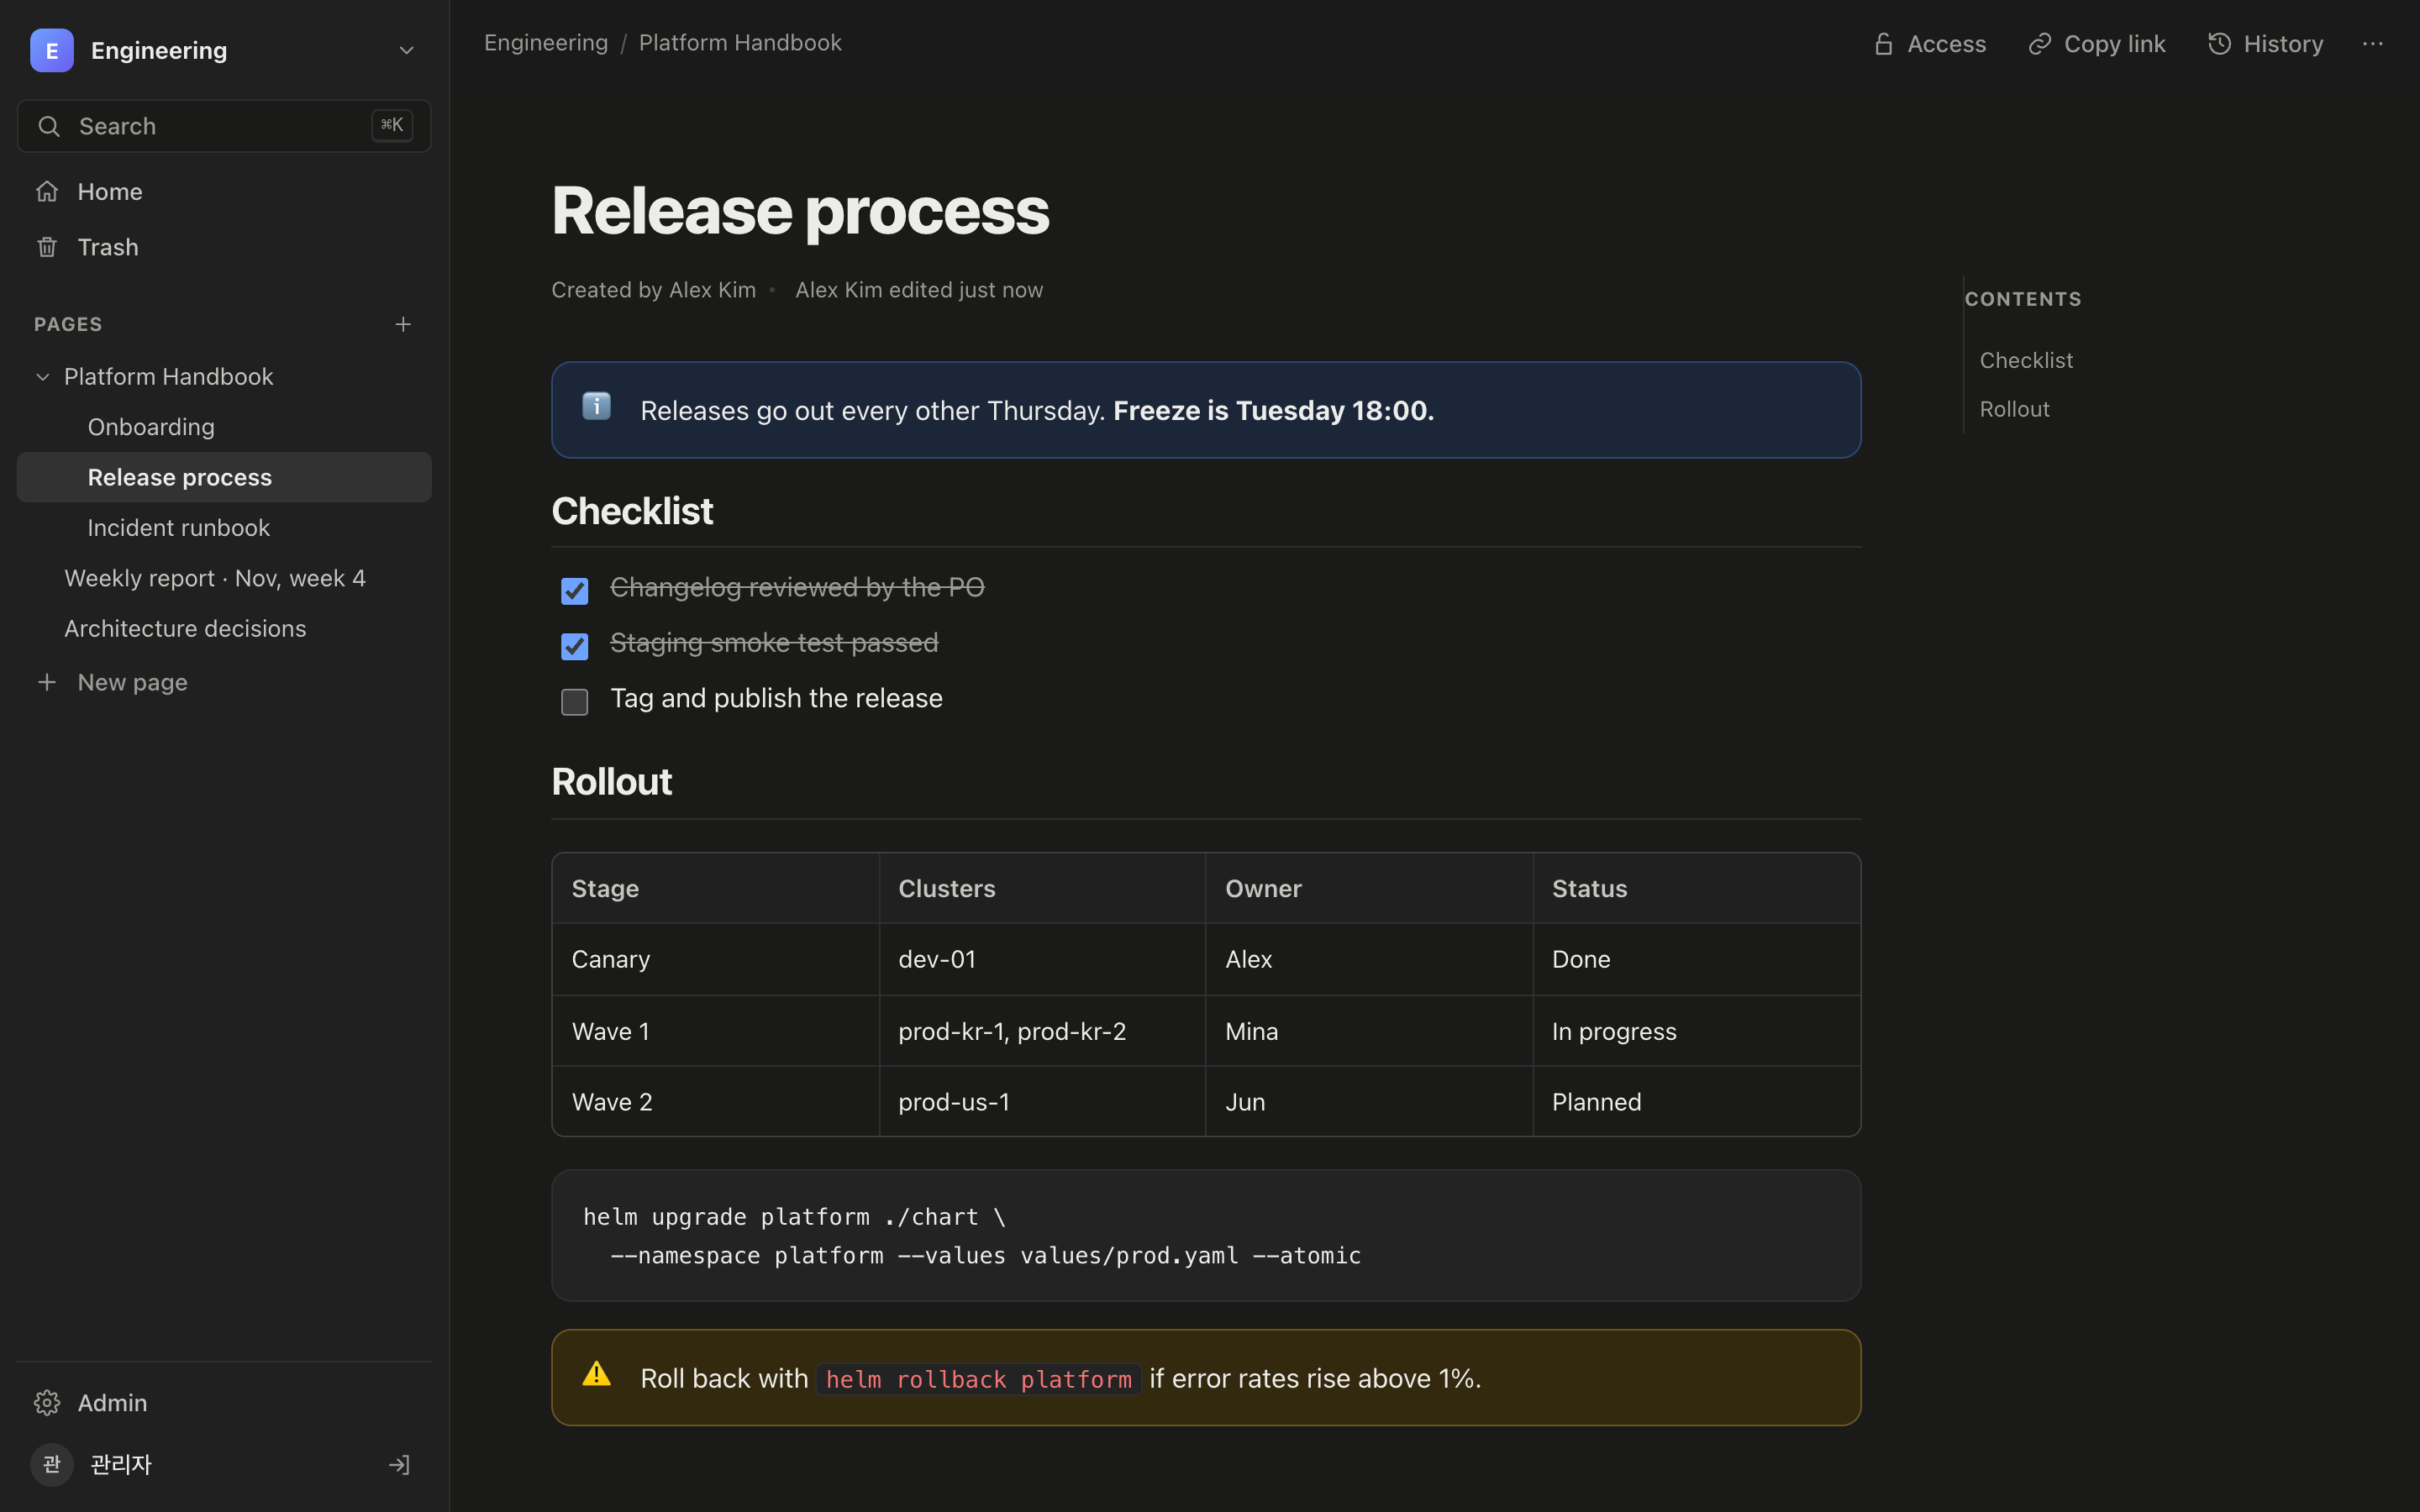 E Engineering
Search ⌘K
Home
Trash
PAGES
Platform Handbook
Onboarding
Release process
Incident runbook
Weekly report · Nov, week 4
Architecture decisions
New page
Admin
관 관리자
Engineering / Platform Handbook
Access Copy link History
Release process
Created by Alex Kim • Alex Kim edited just now
Releases go out every other Thursday. Freeze is Tuesday 18:00.
Checklist
Changelog reviewed by the PO
Staging smoke test passed
Tag and publish the release
Rollout
Stage Clusters Owner Status
Canary dev-01 Alex Done
Wave 1 prod-kr-1, prod-kr-2 Mina In progress
Wave 2 prod-us-1 Jun Planned
helm upgrade platform ./chart \
--namespace platform --values values/prod.yaml --atomic
Roll back with helm rollback platform if error rates rise above 1%.
CONTENTS
Checklist
Rollout